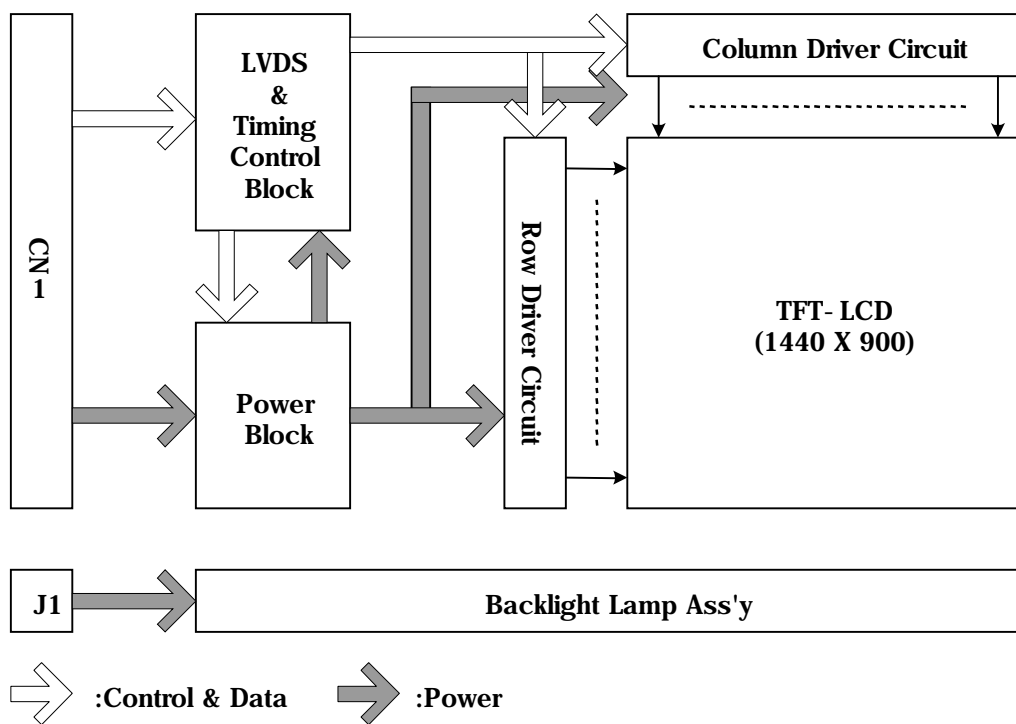 LVDS
&
Timing
Control
Block
Column Driver Circuit
CN
1
Row Driver Circuit
TFT- LCD
(1440 X 900)
Power
Block
J1
Backlight Lamp Ass'y
:Control & Data
:Power